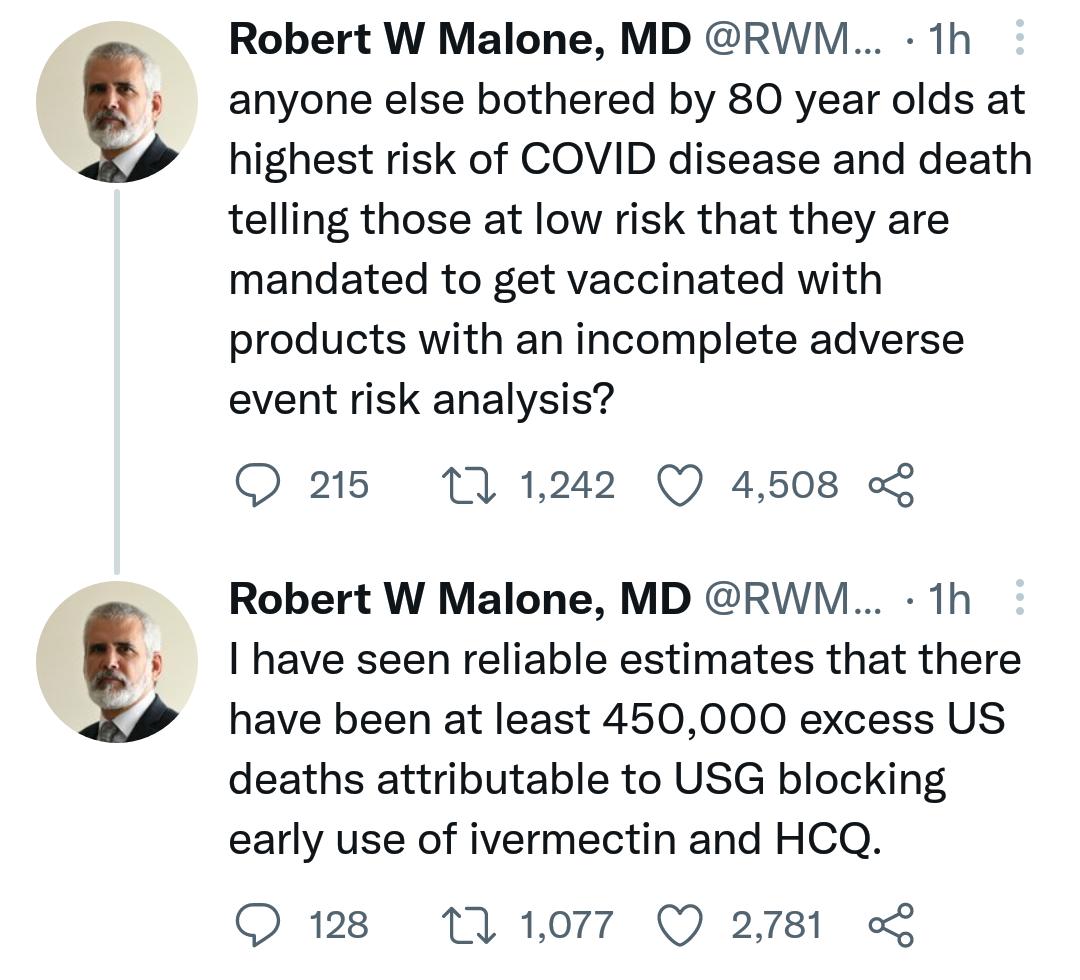 Robert W Malone, MD @RWM... · 1h
anyone else bothered by 80 year olds at
highest risk of COVID disease and death
telling those at low risk that they are
mandated to get vaccinated with
products with an incomplete adverse
event risk analysis?
215 1,242 4,508
Robert W Malone, MD @RWM... · 1h
I have seen reliable estimates that there
have been at least 450,000 excess US
deaths attributable to USG blocking
early use of ivermectin and HCQ.
128 1,077 2,781